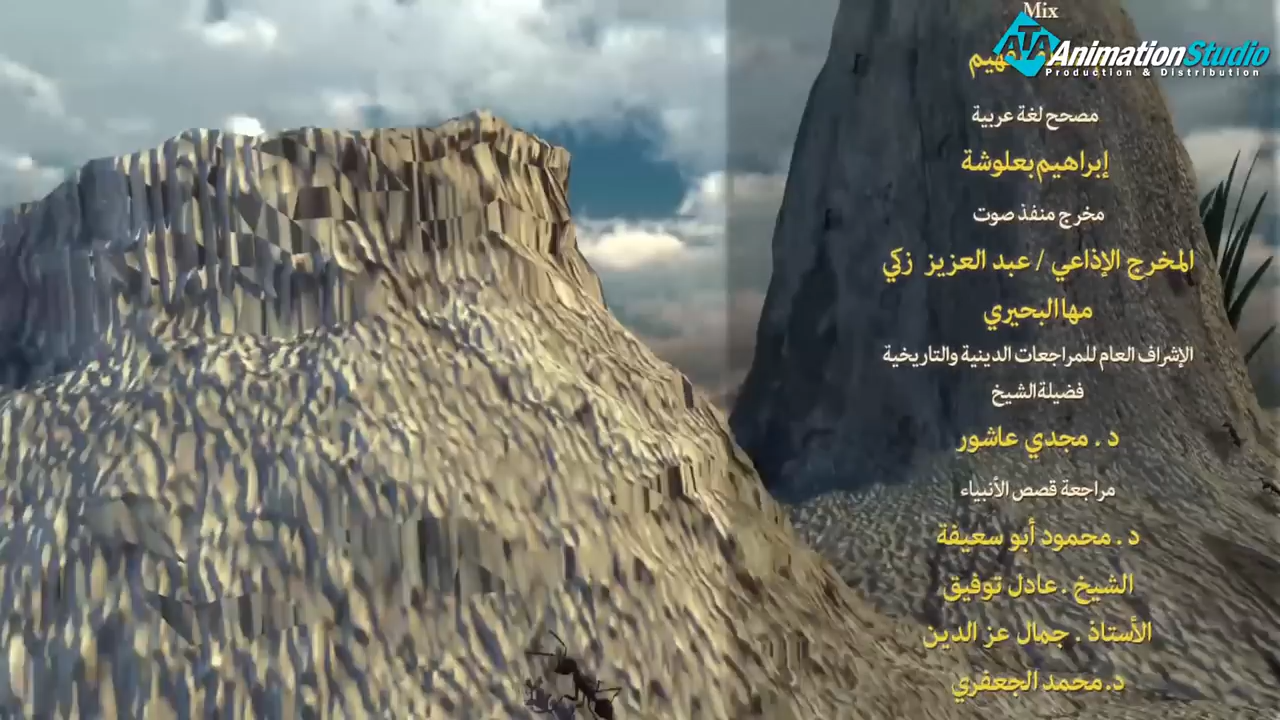 Mix
ATA AnimationStudio
Production & Distribution
فهيم
مصحح لغة عربية
إبراهيم بعلوشة
مخرج منفذ صوت
المخرج الإذاعي / عبد العزيز زكي
مها البحيري
الإشراف العام للمراجعات الدينية والتاريخية
فضيلة الشيخ
د . مجدي عاشور
مراجعة قصص الأنبياء
د . محمود أبو سعيفة
الشيخ . عادل توفيق
الأستاذ . جمال عز الدين
د. محمد الجعفري